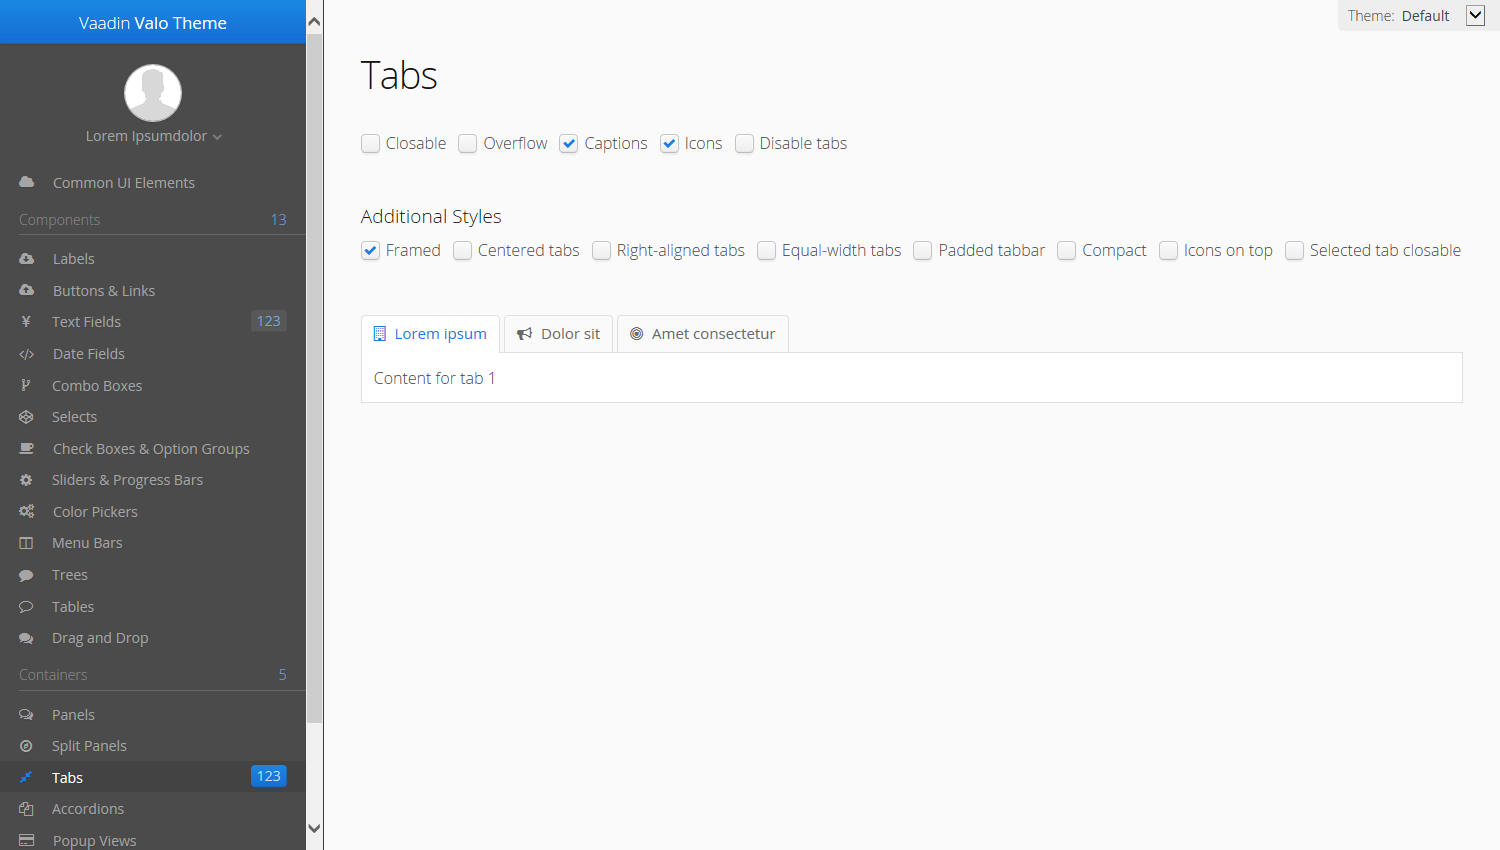 Vaadin Valo Theme
Lorem Ipsumdolor
Common UI Elements
Components 13
Labels
Buttons & Links
Text Fields 123
Date Fields
Combo Boxes
Selects
Check Boxes & Option Groups
Sliders & Progress Bars
Color Pickers
Menu Bars
Trees
Tables
Drag and Drop
Containers 5
Panels
Split Panels
Tabs 123
Accordions
Popup Views
Theme: Default
Tabs
Closable Overflow Captions Icons Disable tabs
Additional Styles
Framed Centered tabs Right-aligned tabs Equal-width tabs Padded tabbar Compact Icons on top Selected tab closable
Lorem ipsum Dolor sit Amet consectetur
Content for tab 1